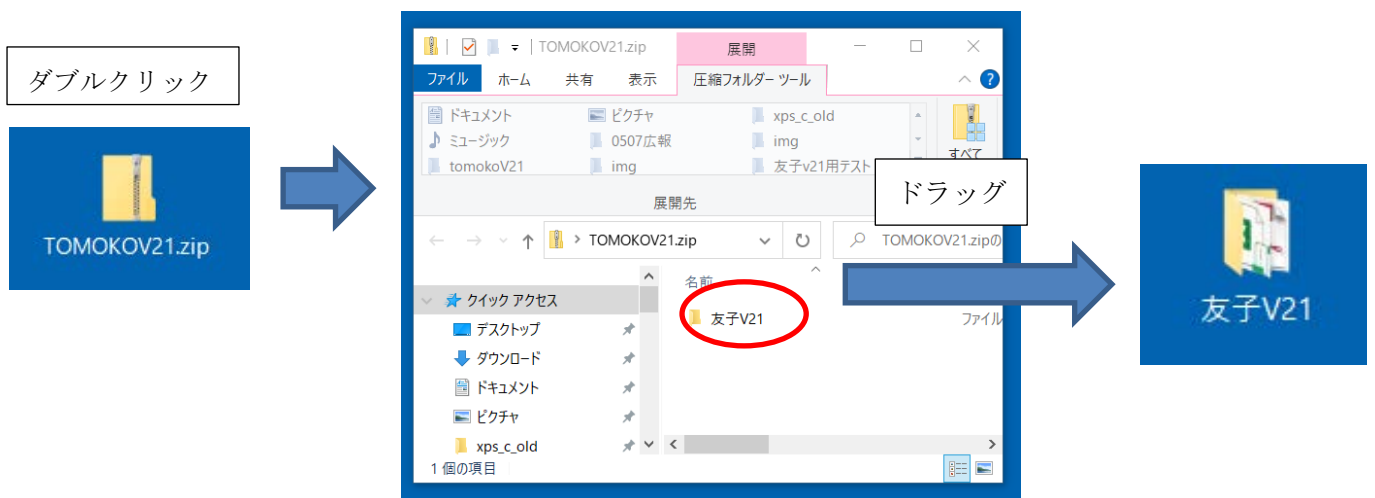 ダブルクリック
TOMOKOV21.zip
TOMOKOV21.zip
展開
ファイル ホーム 共有 表示 圧縮フォルダー ツール
ドキュメント ピクチャ xps_c_old
ミュージック 0507広報 img
tomokoV21 img 友子v21用テスト
すべて
展開先
ドラッグ
TOMOKOV21.zip
TOMOKOV21.zipの
名前
クイック アクセス
友子V21
ファイル
デスクトップ
ダウンロード
ドキュメント
ピクチャ
xps_c_old
1 個の項目
友子V21